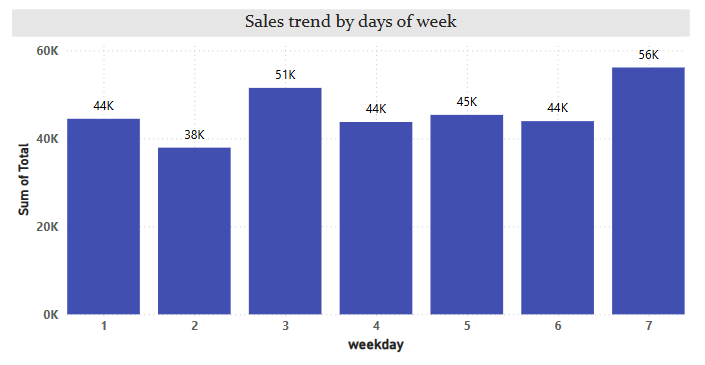 Sales trend by days of week
60K
40K
20K
0K
Sum of Total
44K
38K
51K
44K
45K
44K
56K
1 2 3 4 5 6 7
weekday